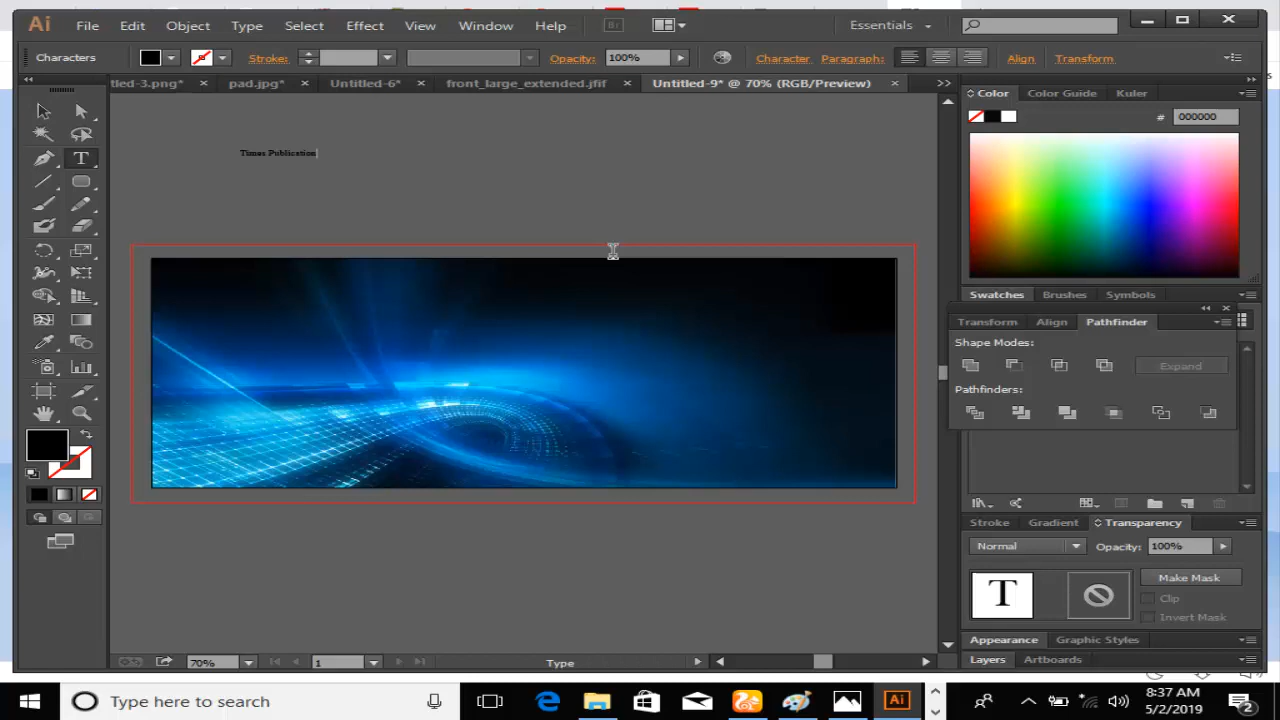 Ai File Edit Object Type Select Effect View Window Help Br Essentials
Characters Stroke: Opacity: 100% Character Paragraph: Align Transform
tled-3.png* × pad.jpg* × Untitled-6* × front_large_extended.jfif × Untitled-9* @ 70% (RGB/Preview) ×
Color Color Guide Kuler
# 000000
Times Publication
Swatches Brushes Symbols
Transform Align Pathfinder
Shape Modes:
Expand
Pathfinders:
Stroke Gradient Transparency
Normal Opacity: 100%
T Make Mask
Clip
Invert Mask
Appearance Graphic Styles
Layers Artboards
70% 1 Type
Type here to search
Ai
8:37 AM
5/2/2019
2